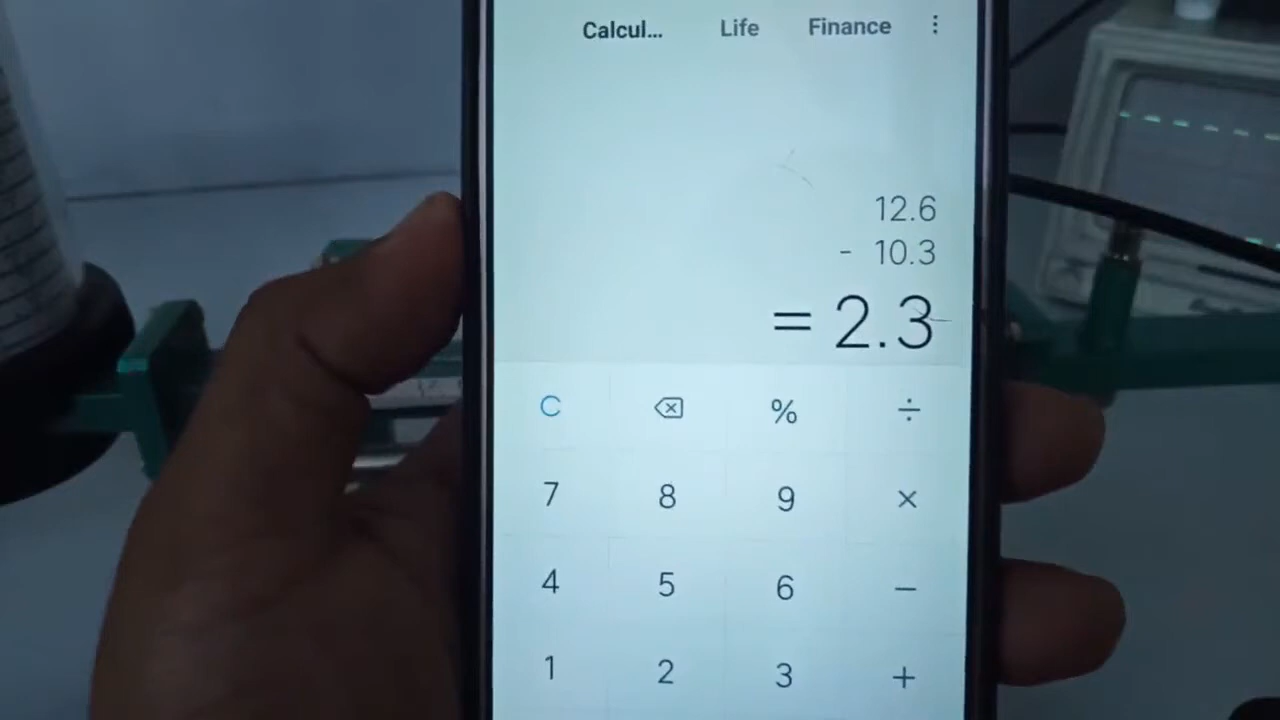 Calcul... Life Finance
12.6
- 10.3
= 2.3
C % ÷
7 8 9 ×
4 5 6 −
1 2 3 +